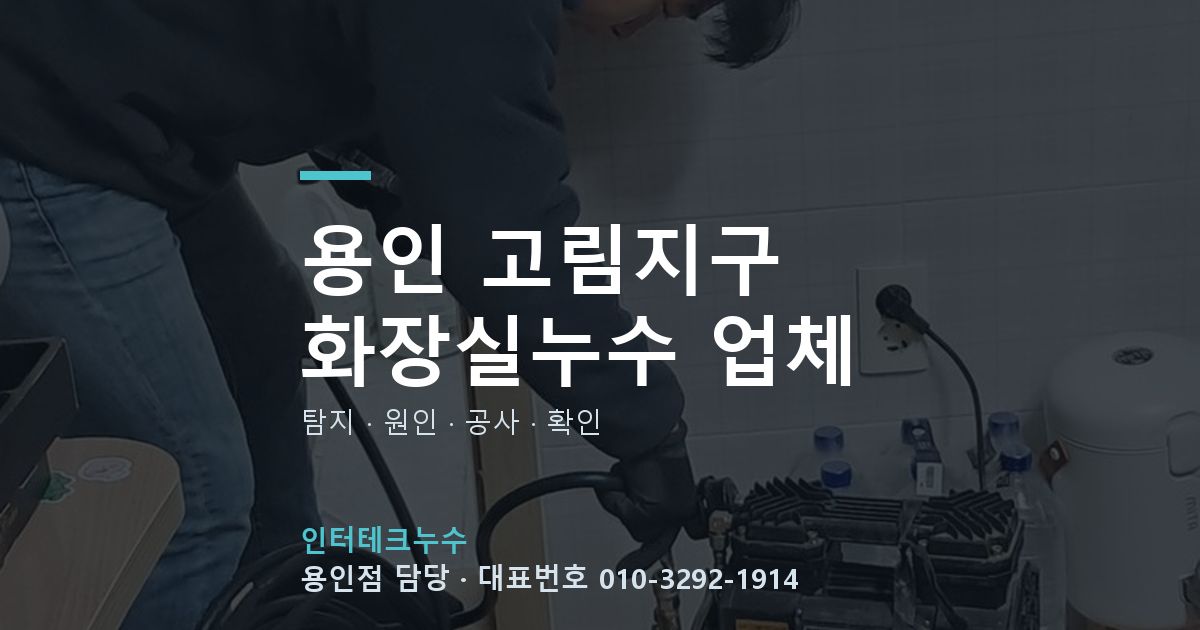 용인 고림지구
화장실누수 업체
탐지 · 원인 · 공사 · 확인
인터테크누수
용인점 담당 · 대표번호 010-3292-1914